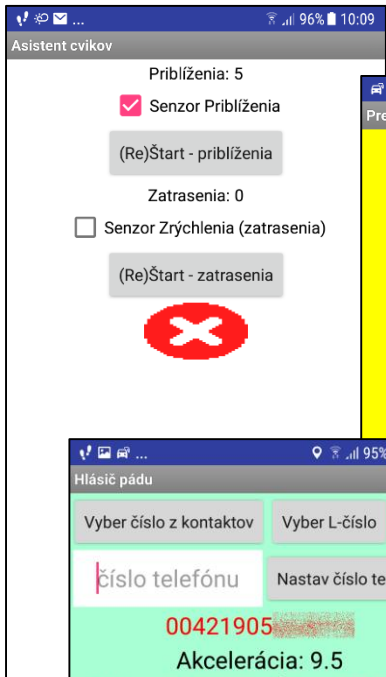 ... 96% 10:09
Asistent cvikov
Priblíženia: 5
Senzor Priblíženia
(Re)Štart - priblíženia
Zatrasenia: 0
Senzor Zrýchlenia (zatrasenia)
(Re)Štart - zatrasenia
Pre
... 95%
Hlásič pádu
Vyber číslo z kontaktov
Vyber L-číslo
číslo telefónu
Nastav číslo te
00421905
Akcelerácia: 9.5